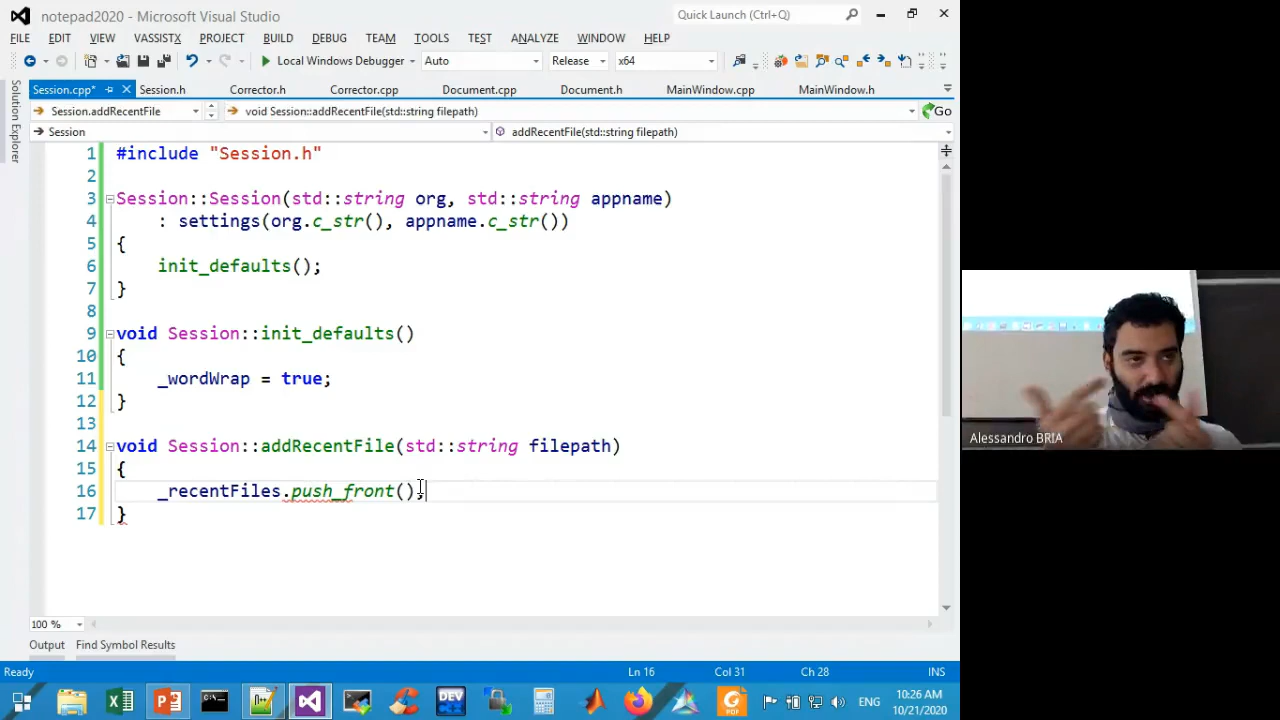 notepad2020 - Microsoft Visual Studio
Quick Launch (Ctrl+Q)
FILE EDIT VIEW VASSISTX PROJECT BUILD DEBUG TEAM TOOLS TEST ANALYZE WINDOW HELP
Local Windows Debugger Auto Release x64
Session.cpp* Session.h Corrector.h Corrector.cpp Document.cpp Document.h MainWindow.cpp MainWindow.h
Session.addRecentFile void Session::addRecentFile(std::string filepath) Go
Session addRecentFile(std::string filepath)
Solution Explorer
1 #include "Session.h"
2
3 Session::Session(std::string org, std::string appname)
4 : settings(org.c_str(), appname.c_str())
5 {
6 init_defaults();
7 }
8
9 void Session::init_defaults()
10 {
11 _wordWrap = true;
12 }
13
14 void Session::addRecentFile(std::string filepath)
15 {
16 _recentFiles.push_front();
17 }
Alessandro BRIA
100 %
Output Find Symbol Results
Ready Ln 16 Col 31 Ch 28 INS
DEV
PDF
ENG
10:26 AM
10/21/2020